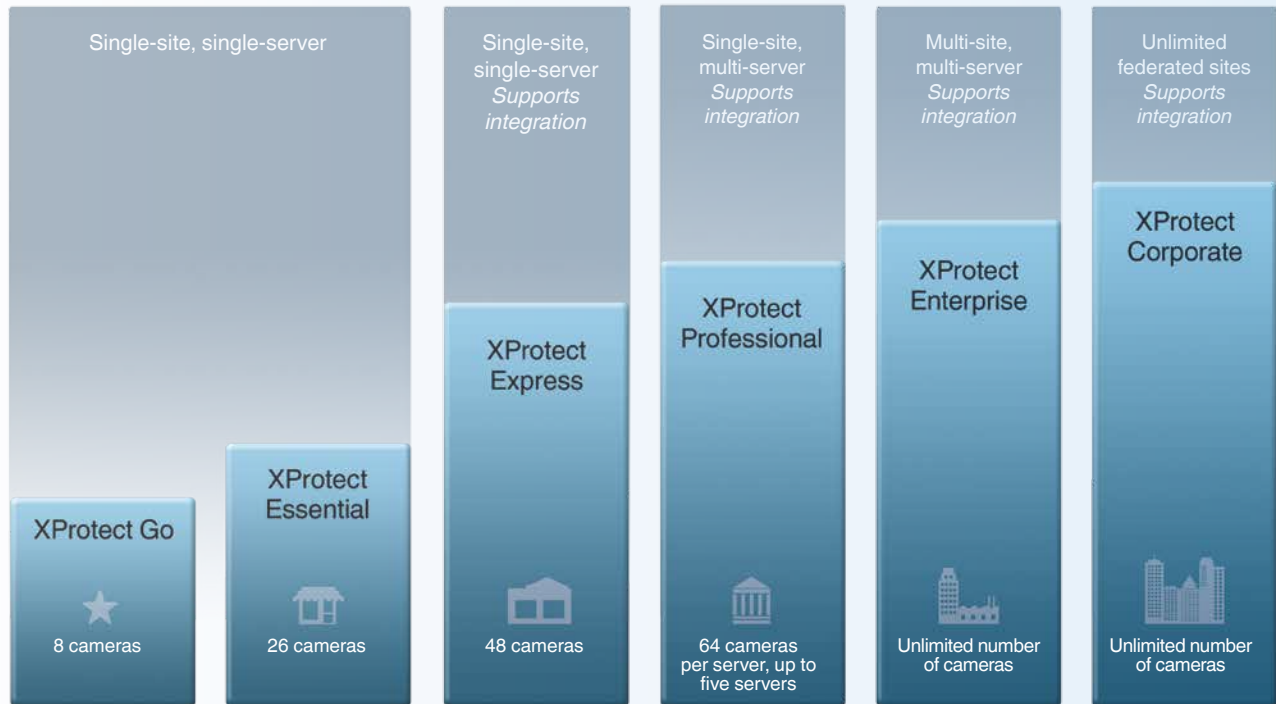 Single-site, single-server
Single-site,
single-server
Supports
integration
Single-site,
multi-server
Supports
integration
Multi-site,
multi-server
Supports
integration
Unlimited
federated sites
Supports
integration
XProtect Go
8 cameras
XProtect
Essential
26 cameras
XProtect
Express
48 cameras
XProtect
Professional
64 cameras
per server, up to
five servers
XProtect
Enterprise
Unlimited number
of cameras
XProtect
Corporate
Unlimited number
of cameras